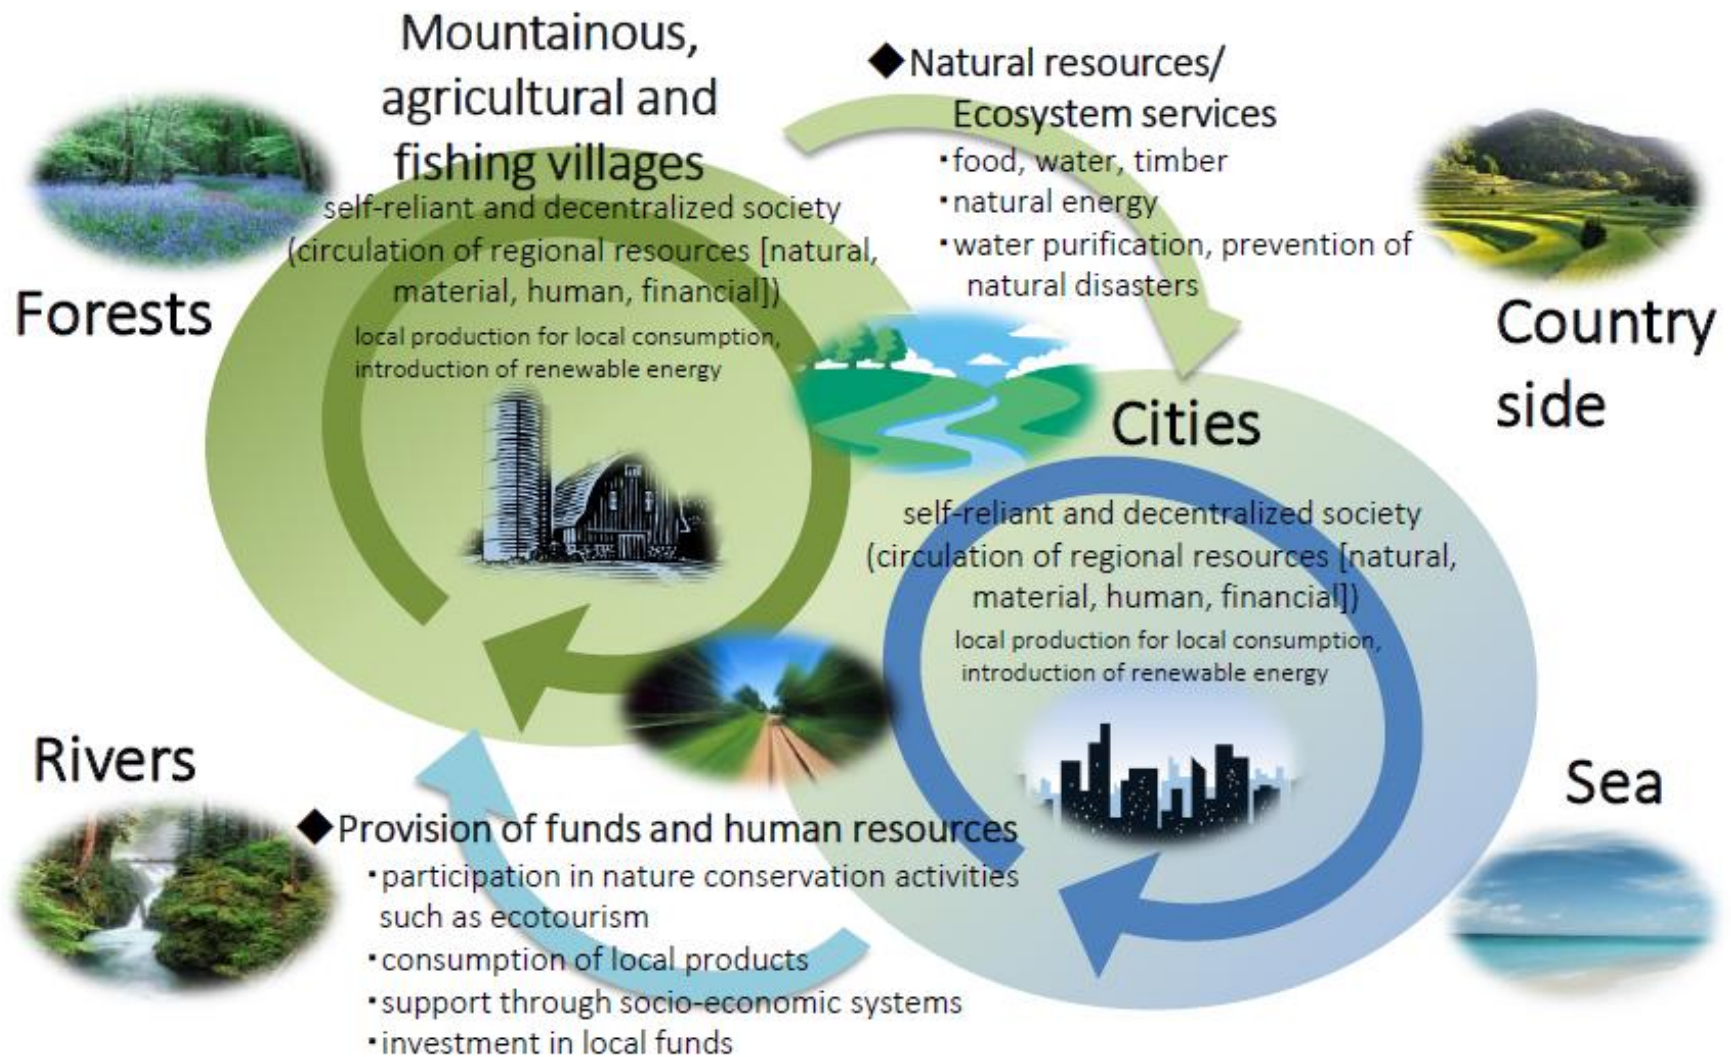 Mountainous,
agricultural and
fishing villages
self-reliant and decentralized society
(circulation of regional resources [natural,
material, human, financial])
local production for local consumption,
introduction of renewable energy
◆Natural resources/
Ecosystem services
・food, water, timber
・natural energy
・water purification, prevention of
natural disasters
Forests
Country
side
Cities
self-reliant and decentralized society
(circulation of regional resources [natural,
material, human, financial])
local production for local consumption,
introduction of renewable energy
Rivers
Sea
◆Provision of funds and human resources
・participation in nature conservation activities
such as ecotourism
・consumption of local products
・support through socio-economic systems
・investment in local funds